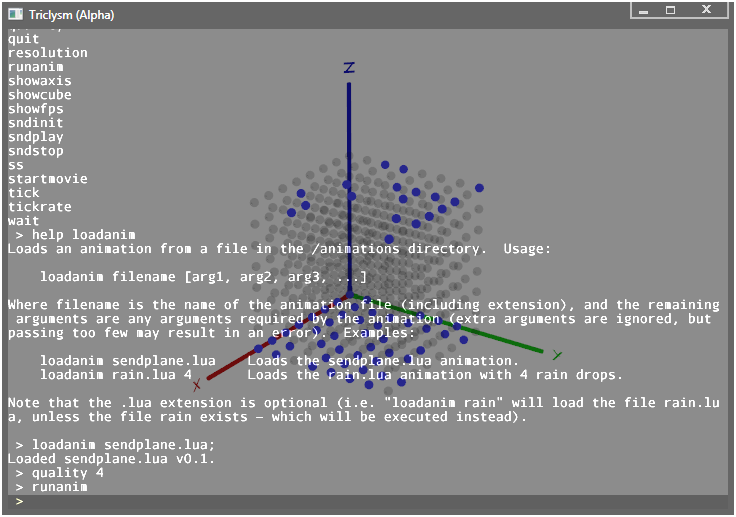 Triclysm (Alpha)
quit
resolution
runanim
showaxis
showcube
showfps
sndinit
sndplay
sndstop
ss
startmovie
tick
tickrate
wait
> help loadanim
Loads an animation from a file in the /animations directory.  Usage:
loadanim filename [arg1, arg2, arg3, ...]
Where filename is the name of the animation file (including extension), and the remaining
arguments are any arguments required by the animation (extra arguments are ignored, but
passing too few may result in an error).  Examples:
loadanim sendplane.lua    Loads the sendplane.lua animation.
loadanim rain.lua 4       Loads the rain.lua animation with 4 rain drops.
Note that the .lua extension is optional (i.e. "loadanim rain" will load the file rain.lu
a, unless the file rain exists – which will be executed instead).
> loadanim sendplane.lua;
Loaded sendplane.lua v0.1.
> quality 4
> runanim
>
Z
X
Y